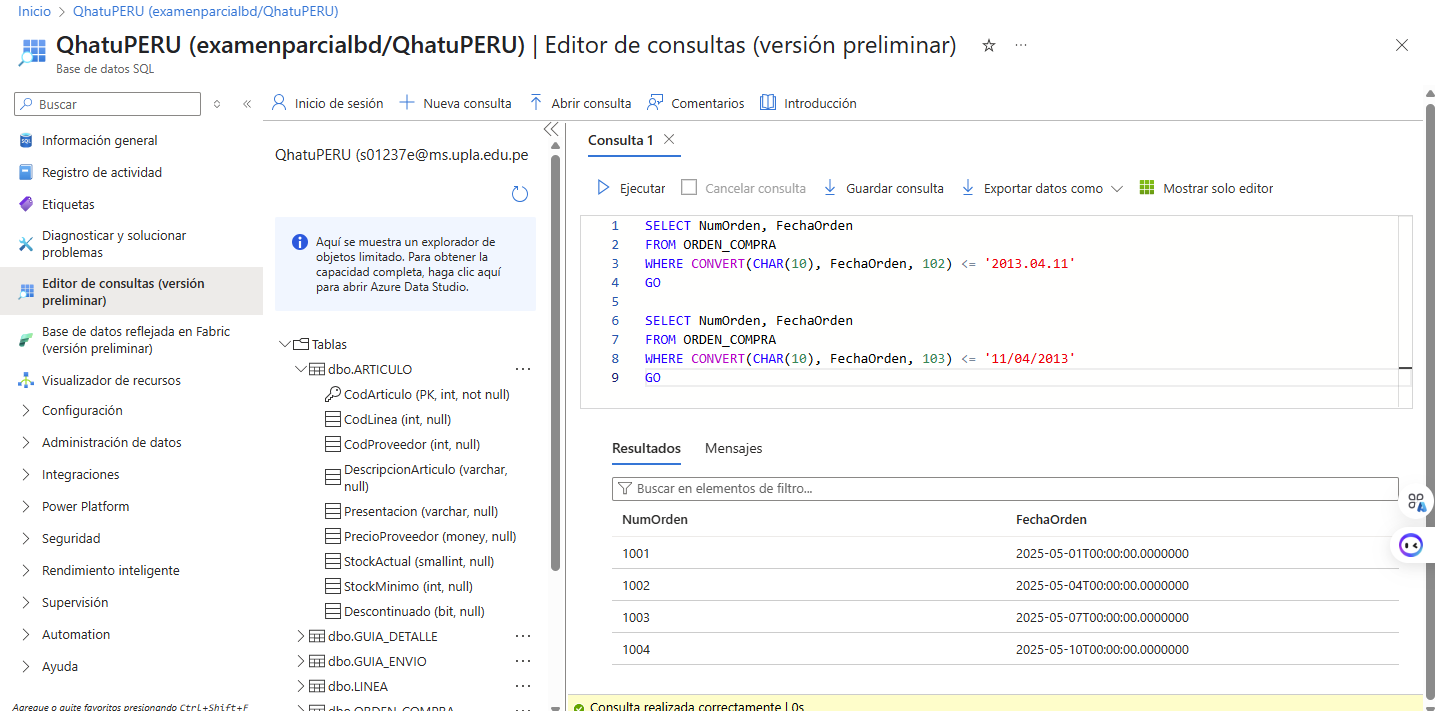 Inicio > QhatuPERU (examenparcialbd/QhatuPERU)
QhatuPERU (examenparcialbd/QhatuPERU) | Editor de consultas (versión preliminar)
Base de datos SQL
Buscar
Información general
Registro de actividad
Etiquetas
Diagnosticar y solucionar
problemas
Editor de consultas (versión
preliminar)
Base de datos reflejada en Fabric
(versión preliminar)
Visualizador de recursos
Configuración
Administración de datos
Integraciones
Power Platform
Seguridad
Rendimiento inteligente
Supervisión
Automation
Ayuda
Agregue o quite favoritos presionando Ctrl+Shift+F
Inicio de sesión
Nueva consulta
Abrir consulta
Comentarios
Introducción
QhatuPERU (s01237e@ms.upla.edu.pe
Aquí se muestra un explorador de
objetos limitado. Para obtener la
capacidad completa, haga clic aquí
para abrir Azure Data Studio.
Tablas
dbo.ARTICULO
CodArticulo (PK, int, not null)
CodLinea (int, null)
CodProveedor (int, null)
DescripcionArticulo (varchar,
null)
Presentacion (varchar, null)
PrecioProveedor (money, null)
StockActual (smallint, null)
StockMinimo (int, null)
Descontinuado (bit, null)
dbo.GUIA_DETALLE
dbo.GUIA_ENVIO
dbo.LINEA
dbo.ORDEN_COMPRA
Consulta 1
Ejecutar
Cancelar consulta
Guardar consulta
Exportar datos como
Mostrar solo editor
1 SELECT NumOrden, FechaOrden
2 FROM ORDEN_COMPRA
3 WHERE CONVERT(CHAR(10), FechaOrden, 102) <= '2013.04.11'
4 GO
5
6 SELECT NumOrden, FechaOrden
7 FROM ORDEN_COMPRA
8 WHERE CONVERT(CHAR(10), FechaOrden, 103) <= '11/04/2013'
9 GO
Resultados
Mensajes
Buscar en elementos de filtro...
NumOrden FechaOrden
1001 2025-05-01T00:00:00.0000000
1002 2025-05-04T00:00:00.0000000
1003 2025-05-07T00:00:00.0000000
1004 2025-05-10T00:00:00.0000000
Consulta realizada correctamente | 0s